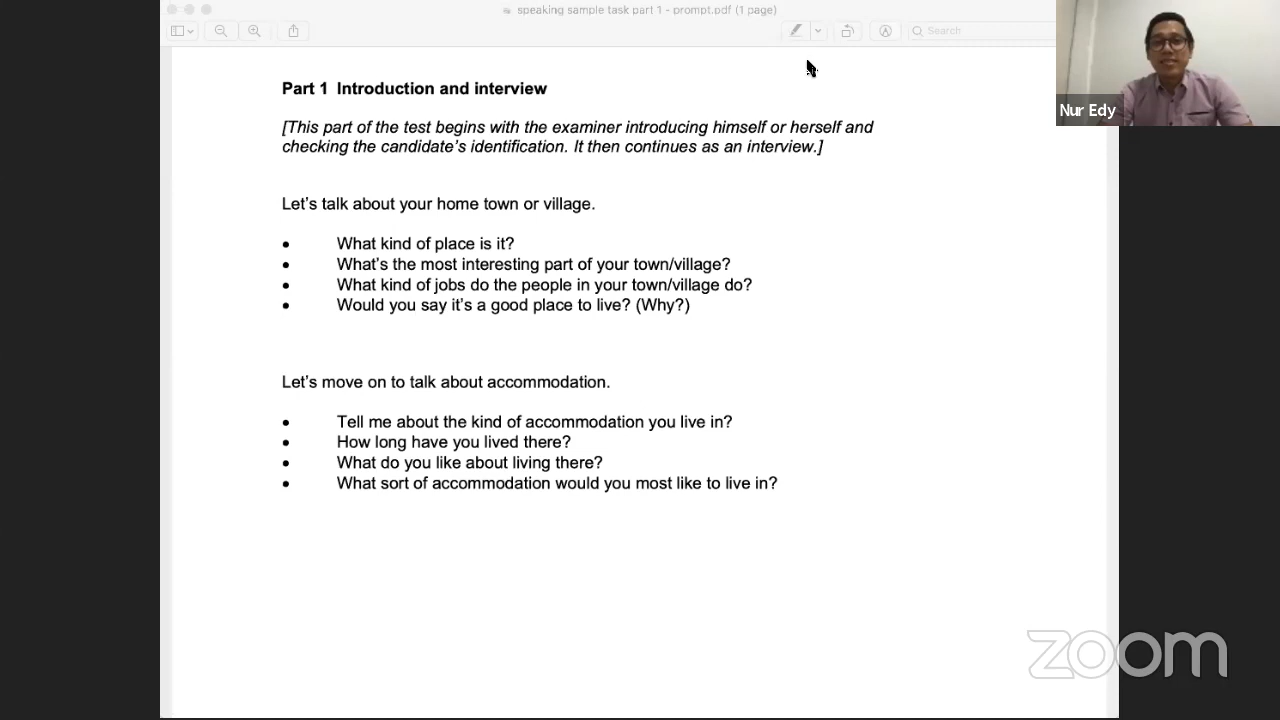 speaking sample task part 1 - prompt.pdf (1 page)
Search
Nur Edy
Part 1 Introduction and interview
[This part of the test begins with the examiner introducing himself or herself and
checking the candidate's identification. It then continues as an interview.]
Let's talk about your home town or village.
• What kind of place is it?
• What's the most interesting part of your town/village?
• What kind of jobs do the people in your town/village do?
• Would you say it's a good place to live? (Why?)
Let's move on to talk about accommodation.
• Tell me about the kind of accommodation you live in?
• How long have you lived there?
• What do you like about living there?
• What sort of accommodation would you most like to live in?
zoom